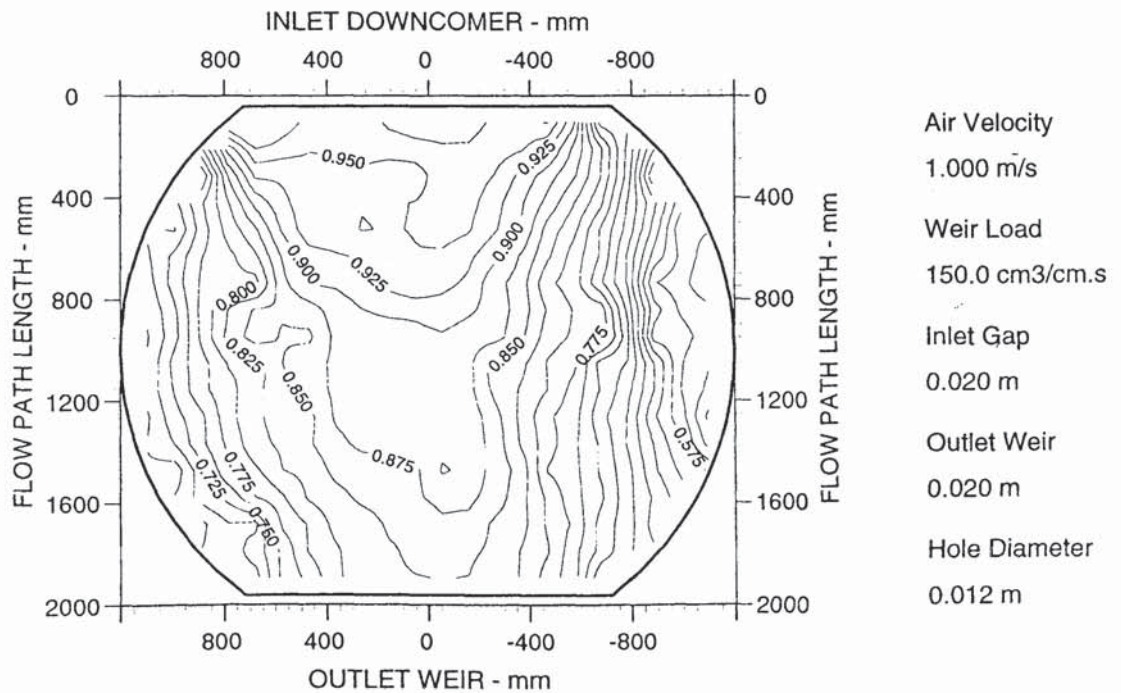 INLET DOWNCOMER - mm
800 400 0 -400 -800
0 0
400 400
800 800
1200 1200
1600 1600
2000 2000
FLOW PATH LENGTH - mm
FLOW PATH LENGTH - mm
0.950
0.925
0.900
0.900
0.925
0.800
0.775
0.825
0.850
0.850
0.875
0.575
0.725
0.775
0.750
800 400 0 -400 -800
OUTLET WEIR - mm
Air Velocity
1.000 m/s
Weir Load
150.0 cm3/cm.s
Inlet Gap
0.020 m
Outlet Weir
0.020 m
Hole Diameter
0.012 m